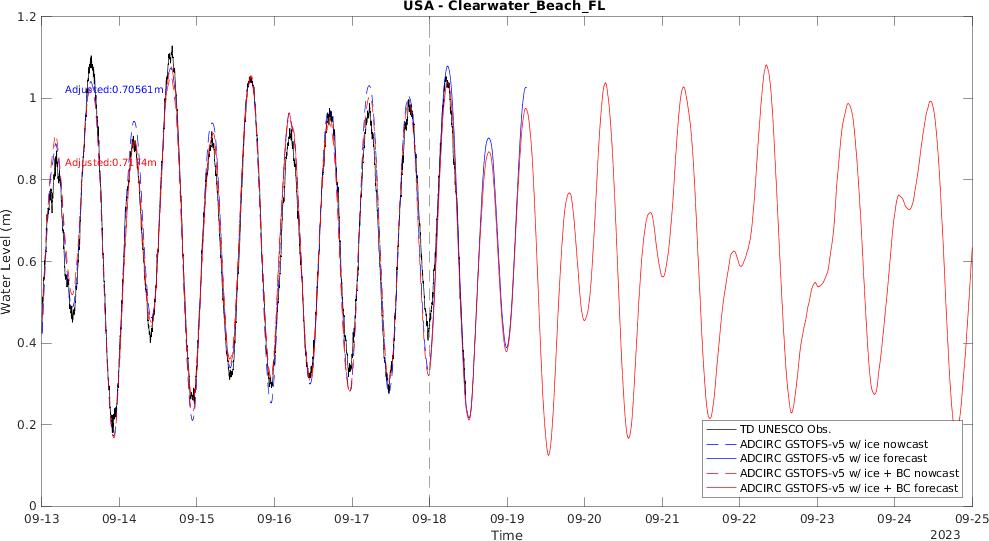 USA - Clearwater_Beach_FL
1.2
1
0.8
0.6
0.4
0.2
0
Water Level (m)
Adjusted:0.70561m
Adjusted:0.7174m
TD UNESCO Obs.
ADCIRC GSTOFS-v5 w/ ice nowcast
ADCIRC GSTOFS-v5 w/ ice forecast
ADCIRC GSTOFS-v5 w/ ice + BC nowcast
ADCIRC GSTOFS-v5 w/ ice + BC forecast
09-13 09-14 09-15 09-16 09-17 09-18 09-19 09-20 09-21 09-22 09-23 09-24 09-25
Time
2023